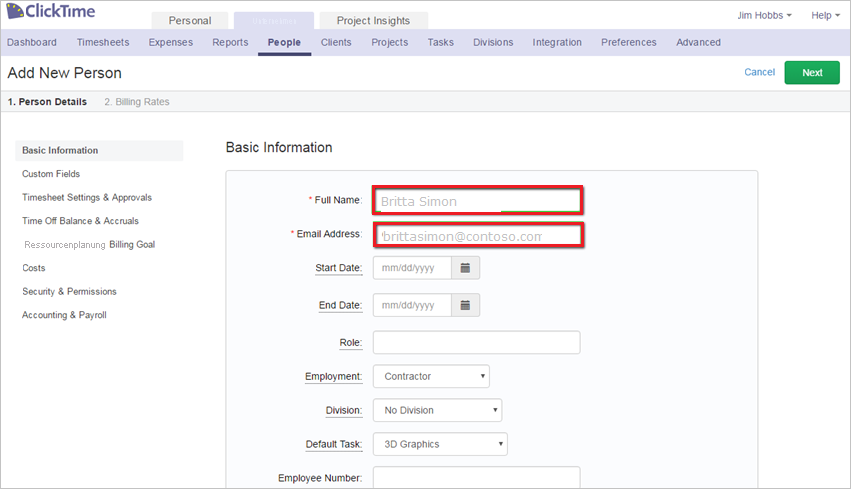 ClickTime
Personal Project Insights Jim Hobbs Help
Dashboard Timesheets Expenses Reports People Clients Projects Tasks Divisions Integration Preferences Advanced
Add New Person Cancel Next
1. Person Details 2. Billing Rates
Basic Information
Custom Fields
Timesheet Settings & Approvals
Time Off Balance & Accruals
Ressourcenplanung Billing Goal
Costs
Security & Permissions
Accounting & Payroll
Basic Information
* Full Name: Britta Simon
* Email Address: 'brittasimon@contoso.com
Start Date: mm/dd/yyyy
End Date: mm/dd/yyyy
Role:
Employment: Contractor
Division: No Division
Default Task: 3D Graphics
Employee Number: